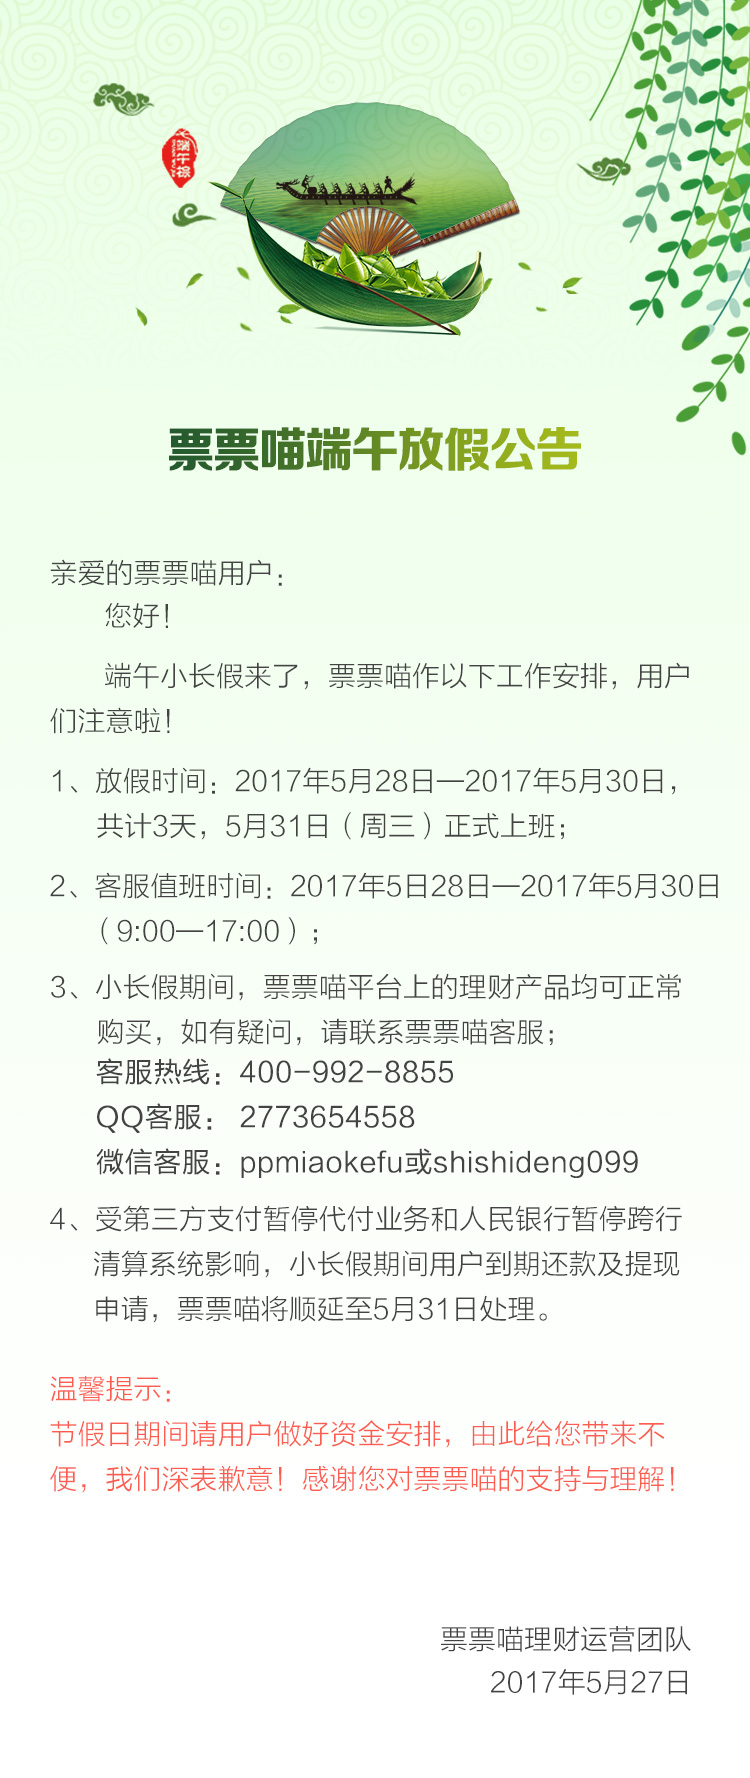 端午棕
票票喵端午放假公告
亲爱的票票喵用户：
您好！
端午小长假来了，票票喵作以下工作安排，用户
们注意啦！
1、放假时间：2017年5月28日—2017年5月30日，
共计3天，5月31日（周三）正式上班；
2、客服值班时间：2017年5日28日—2017年5月30日
（9:00—17:00）；
3、小长假期间，票票喵平台上的理财产品均可正常
购买，如有疑问，请联系票票喵客服；
客服热线：400-992-8855
QQ客服： 2773654558
微信客服：ppmiaokefu或shishideng099
4、受第三方支付暂停代付业务和人民银行暂停跨行
清算系统影响，小长假期间用户到期还款及提现
申请，票票喵将顺延至5月31日处理。
温馨提示：
节假日期间请用户做好资金安排，由此给您带来不
便，我们深表歉意！感谢您对票票喵的支持与理解！
票票喵理财运营团队
2017年5月27日